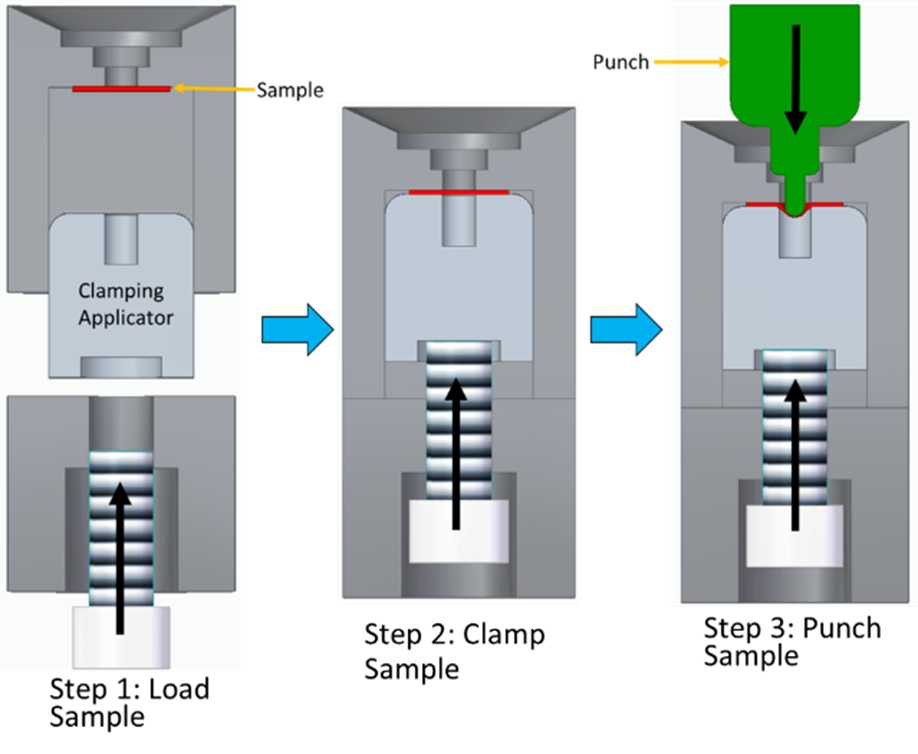 Sample
Clamping
Applicator
Step 1: Load
Sample
Step 2: Clamp
Sample
Punch
Step 3: Punch
Sample